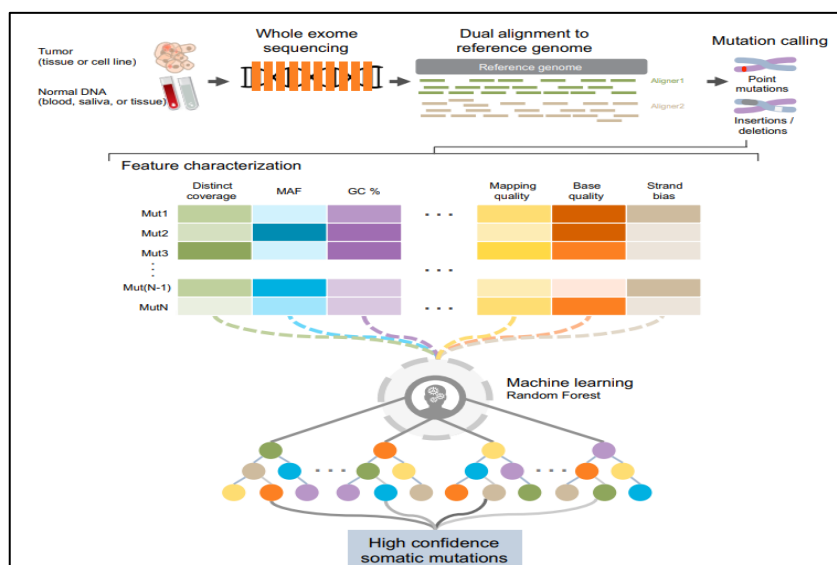 Tumor
(tissue or cell line)
Normal DNA
(blood, saliva, or tissue)
Whole exome
sequencing
Dual alignment to
reference genome
Reference genome
Aligner1
Aligner2
Mutation calling
Point
mutations
Insertions /
deletions
Feature characterization
Distinct
coverage
MAF
GC %
Mapping
quality
Base
quality
Strand
bias
Mut1
Mut2
Mut3
Mut(N-1)
MutN
Machine learning
Random Forest
High confidence
somatic mutations